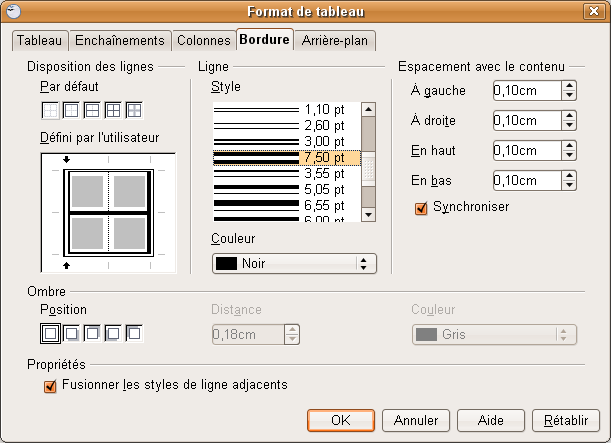 Format de tableau
Tableau Enchaînements Colonnes Bordure Arrière-plan
Disposition des lignes
Par défaut
Défini par l'utilisateur
Ligne
Style
1,10 pt
2,60 pt
3,00 pt
7,50 pt
3,55 pt
5,05 pt
6,55 pt
6,00 pt
Couleur
Noir
Espacement avec le contenu
À gauche 0,10cm
À droite 0,10cm
En haut 0,10cm
En bas 0,10cm
Synchroniser
Ombre
Position
Distance
0,18cm
Couleur
Gris
Propriétés
Fusionner les styles de ligne adjacents
OK Annuler Aide Rétablir